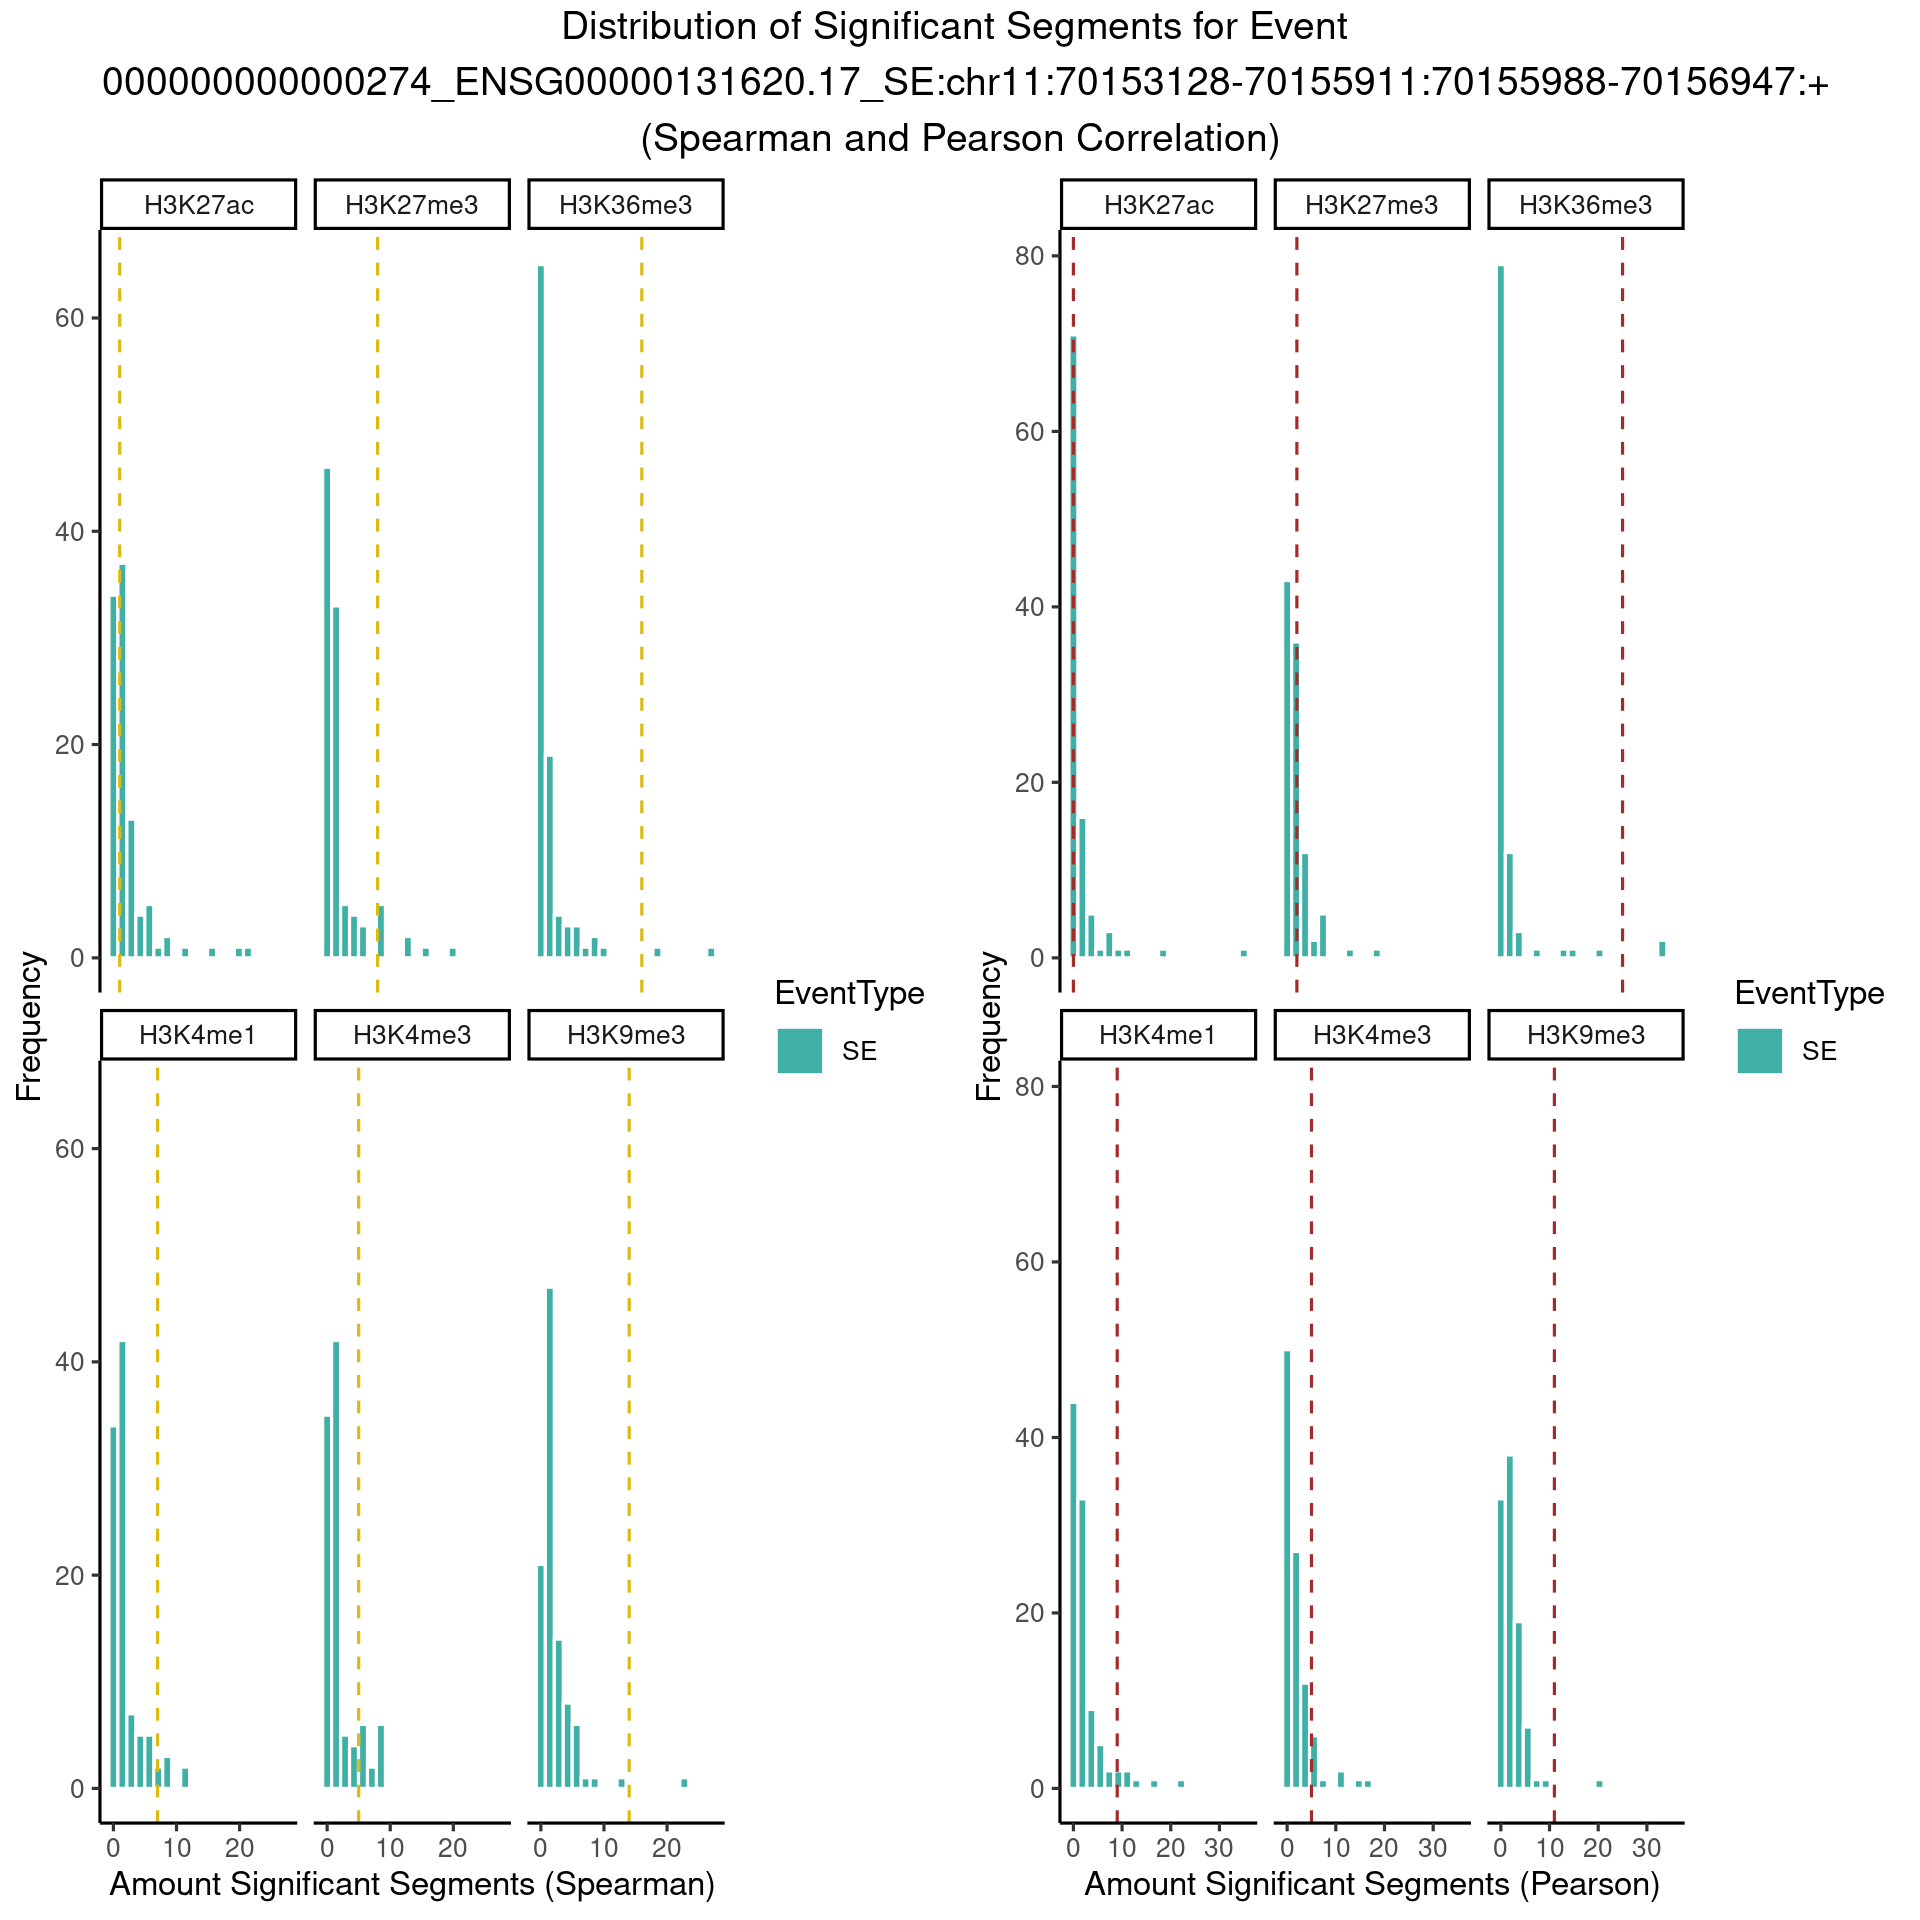 Distribution of Significant Segments for Event
000000000000274_ENSG00000131620.17_SE:chr11:70153128-70155911:70155988-70156947:+
(Spearman and Pearson Correlation)
H3K27ac H3K27me3 H3K36me3
60
40
20
0
H3K4me1 H3K4me3 H3K9me3
60
40
20
0
0 10 20 0 10 20 0 10 20
Frequency
Amount Significant Segments (Spearman)
EventType
SE
H3K27ac H3K27me3 H3K36me3
80
60
40
20
0
H3K4me1 H3K4me3 H3K9me3
80
60
40
20
0
0 10 20 30 0 10 20 30 0 10 20 30
Frequency
Amount Significant Segments (Pearson)
EventType
SE